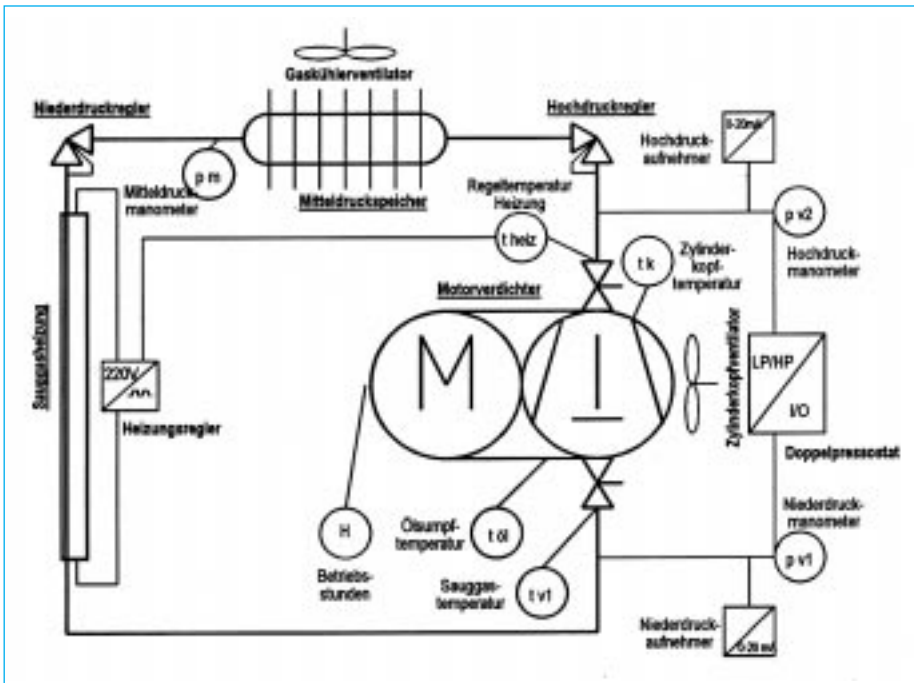 Gaskühlerventilator
Niederdruckregler
Hochdruckregler
0-20mA
Hochdruck-
aufnehmer
p m
Mitteldruck-
manometer
Mitteldruckspeicher
Regeltemperatur
Heizung
p v2
t heiz
t k
Zylinder-
kopf-
temperatur
Hochdruck-
manometer
Motorverdichter
Sauggasheizung
220V
M
Zylinderkopfventilator
LP/HP
I/O
Heizungsregler
Doppelpressostat
H
Betriebs-
stunden
Ölsumpf-
temperatur
t öl
Niederdruck-
manometer
Sauggas-
temperatur
t v1
p v1
Niederdruck-
aufnehmer
0-20 mA